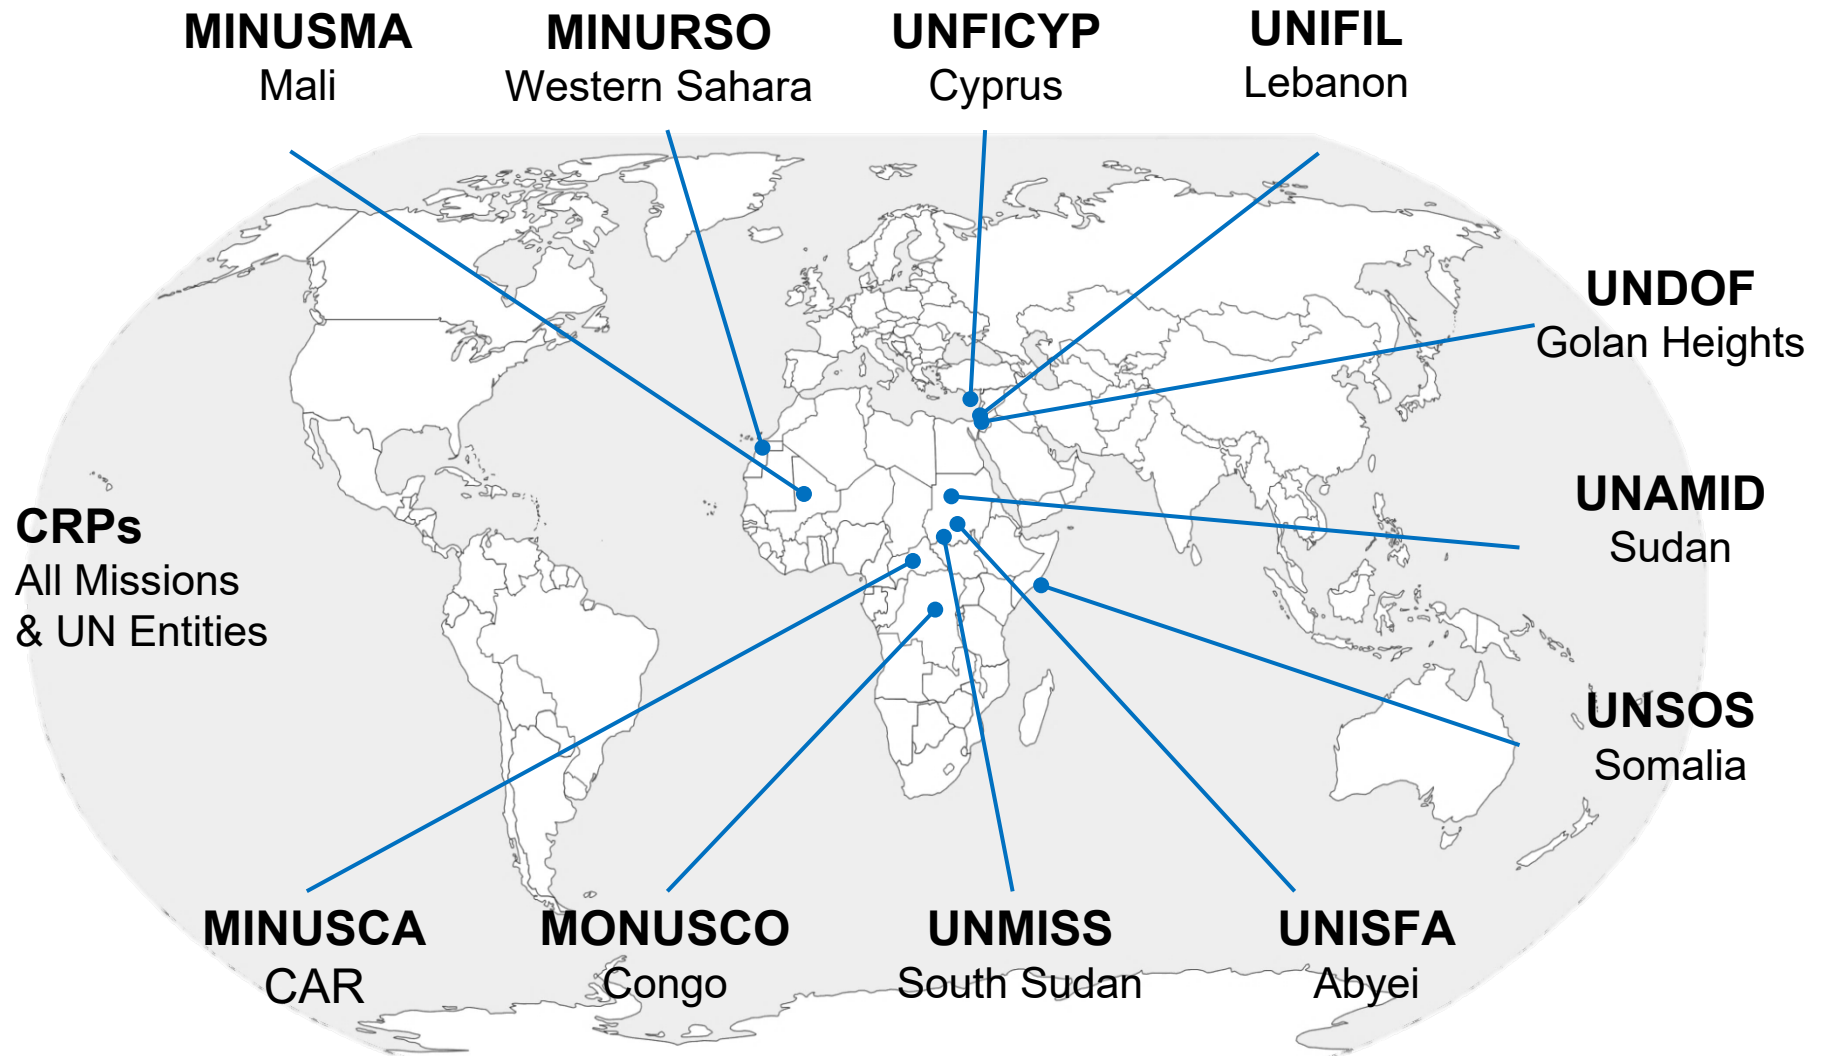 MINUSMA
Mali
MINURSO
Western Sahara
UNFICYP
Cyprus
UNIFIL
Lebanon
UNDOF
Golan Heights
UNAMID
Sudan
CRPs
All Missions
& UN Entities
UNSOS
Somalia
MINUSCA
CAR
MONUSCO
Congo
UNMISS
South Sudan
UNISFA
Abyei